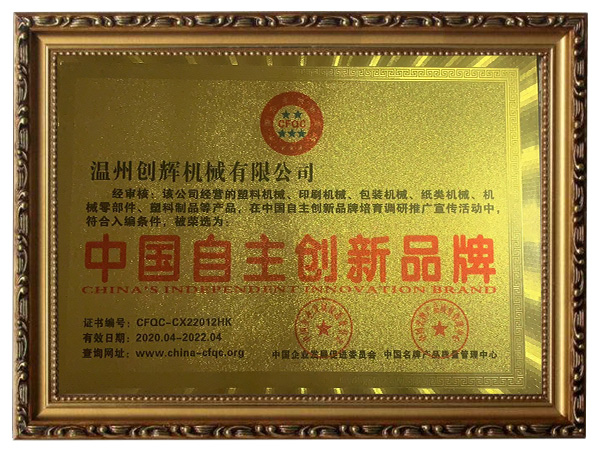 CFQC
温州创辉机械有限公司
经审核：该公司经营的塑料机械、印刷机械、包装机械、纸类机械、机
械零部件、塑料制品等产品，在中国自主创新品牌培育调研推广宣传活动中，
符合入编条件，被荣选为：
中国自主创新品牌
CHINA'S INDEPENDENT INNOVATION BRAND
证书编号：CFQC-CX22012HK
有效日期：2020.04-2022.04
查询网址：www.china-cfqc.org
中国企业发展促进委员会 中国名牌产品质量管理中心